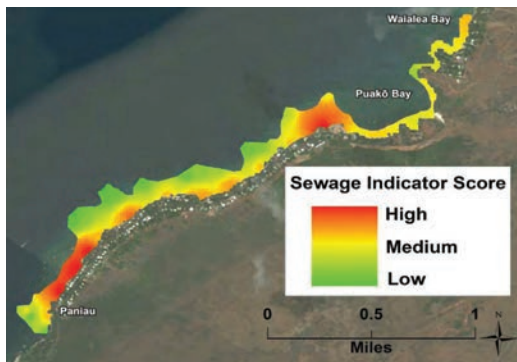 Waialea Bay
Puakō Bay
Sewage Indicator Score
High
Medium
Low
Paniau
0 0.5 1
Miles
N